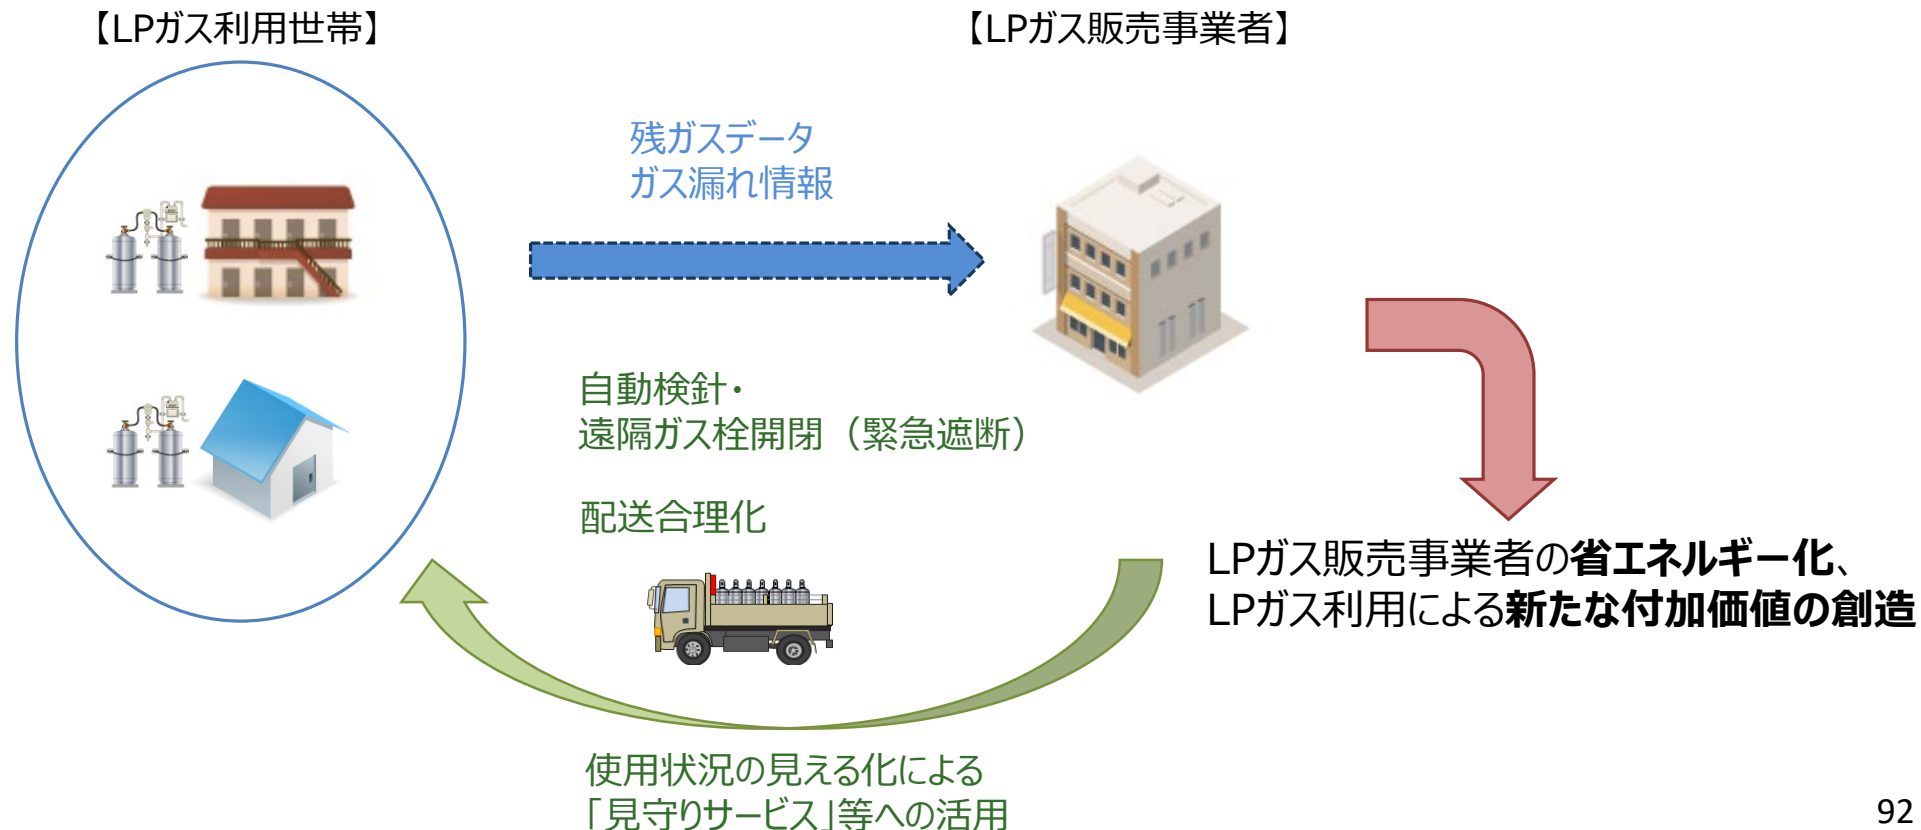 【LPガス利用世帯】
【LPガス販売事業者】
残ガスデータ
ガス漏れ情報
自動検針・
遠隔ガス栓開閉（緊急遮断）
配送合理化
LPガス販売事業者の省エネルギー化、
LPガス利用による新たな付加価値の創造
使用状況の見える化による
「見守りサービス」等への活用
92